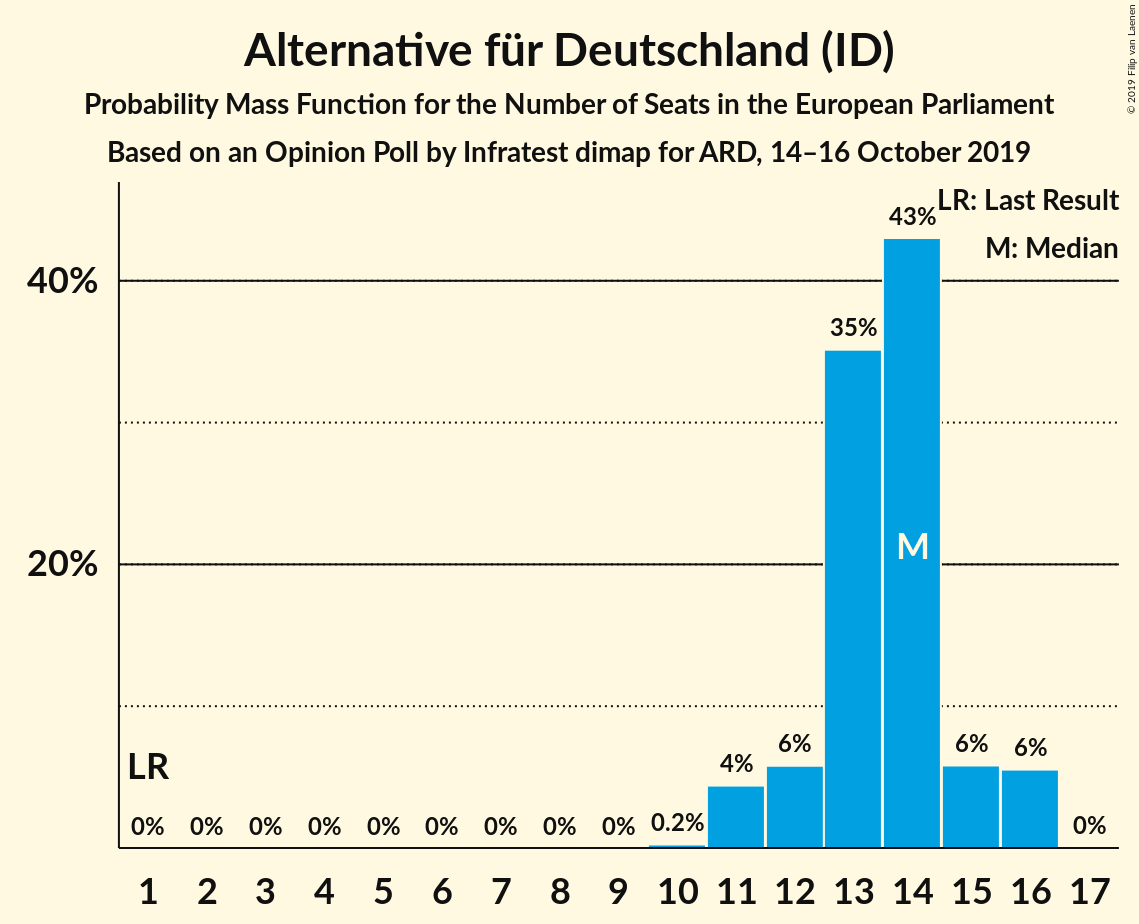 Alternative für Deutschland (ID)
Probability Mass Function for the Number of Seats in the European Parliament
Based on an Opinion Poll by Infratest dimap for ARD, 14–16 October 2019
© 2019 Filip van Laenen
LR: Last Result
M: Median
43%
40%
35%
M
20%
LR
0% 0% 0% 0% 0% 0% 0% 0% 0% 0.2% 4% 6% 6% 6% 0%
1 2 3 4 5 6 7 8 9 10 11 12 13 14 15 16 17